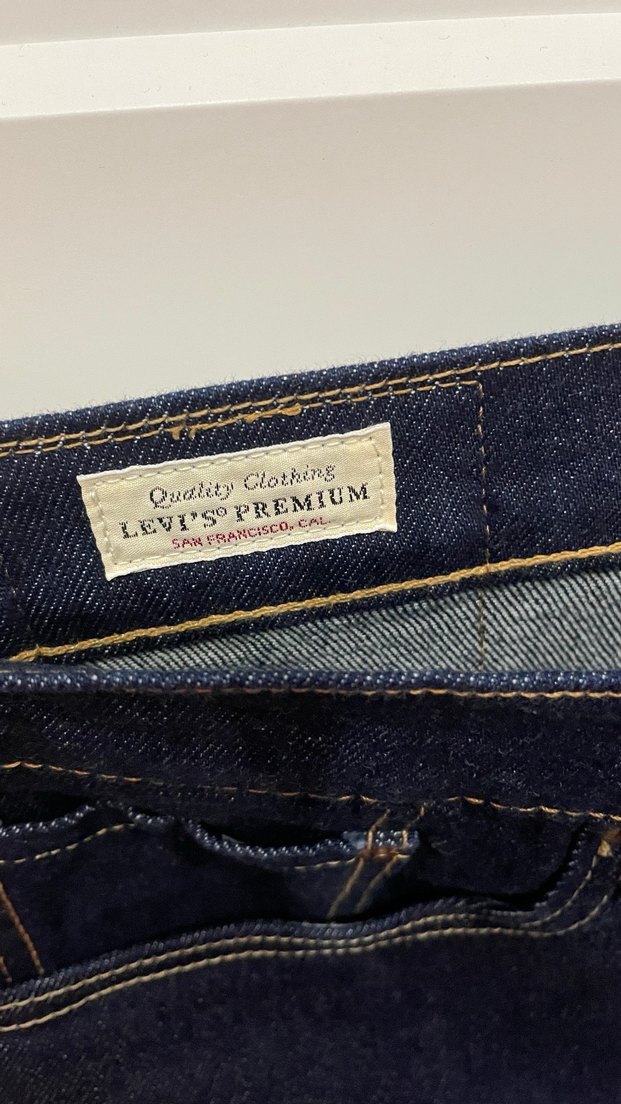 Quality Clothing
LEVI'S® PREMIUM
SAN FRANCISCO, CAL.